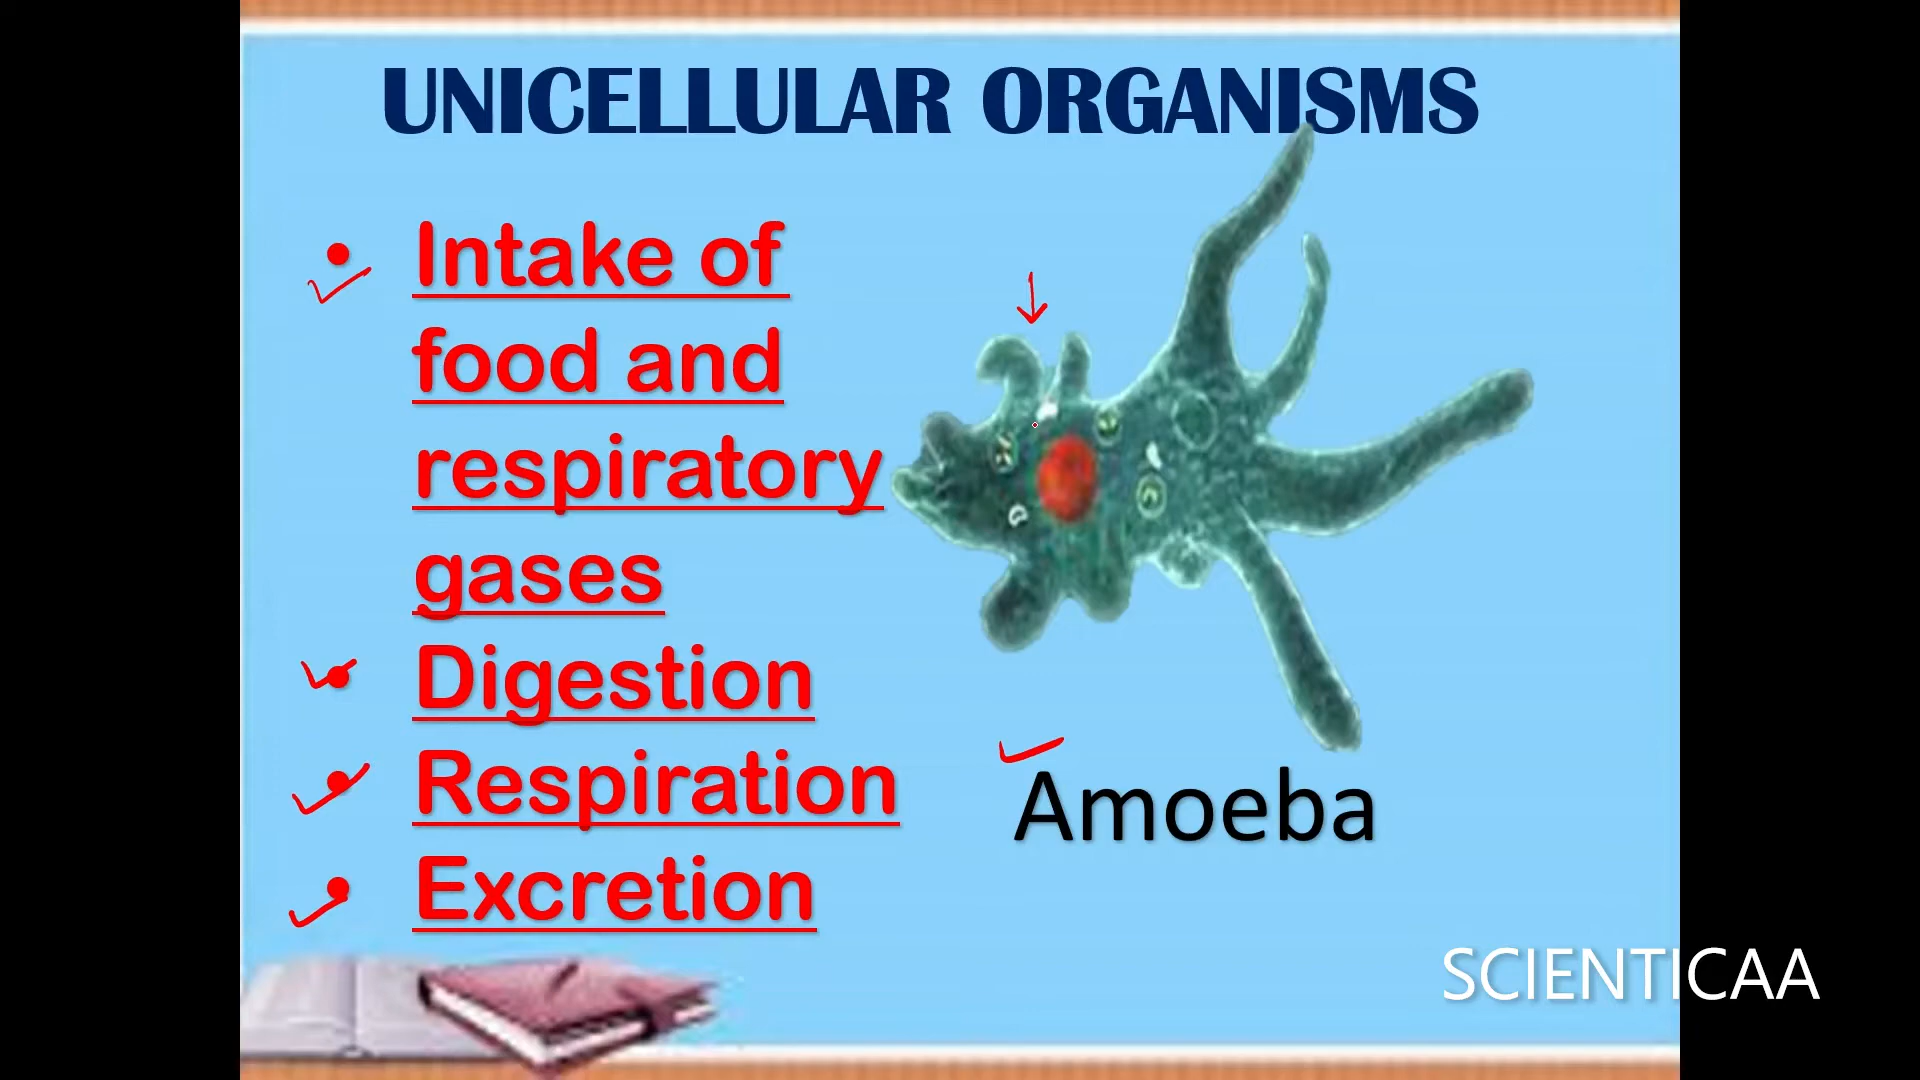 UNICELLULAR ORGANISMS
• Intake of
food and
respiratory
gases
• Digestion
• Respiration
• Excretion
Amoeba
SCIENTICAA